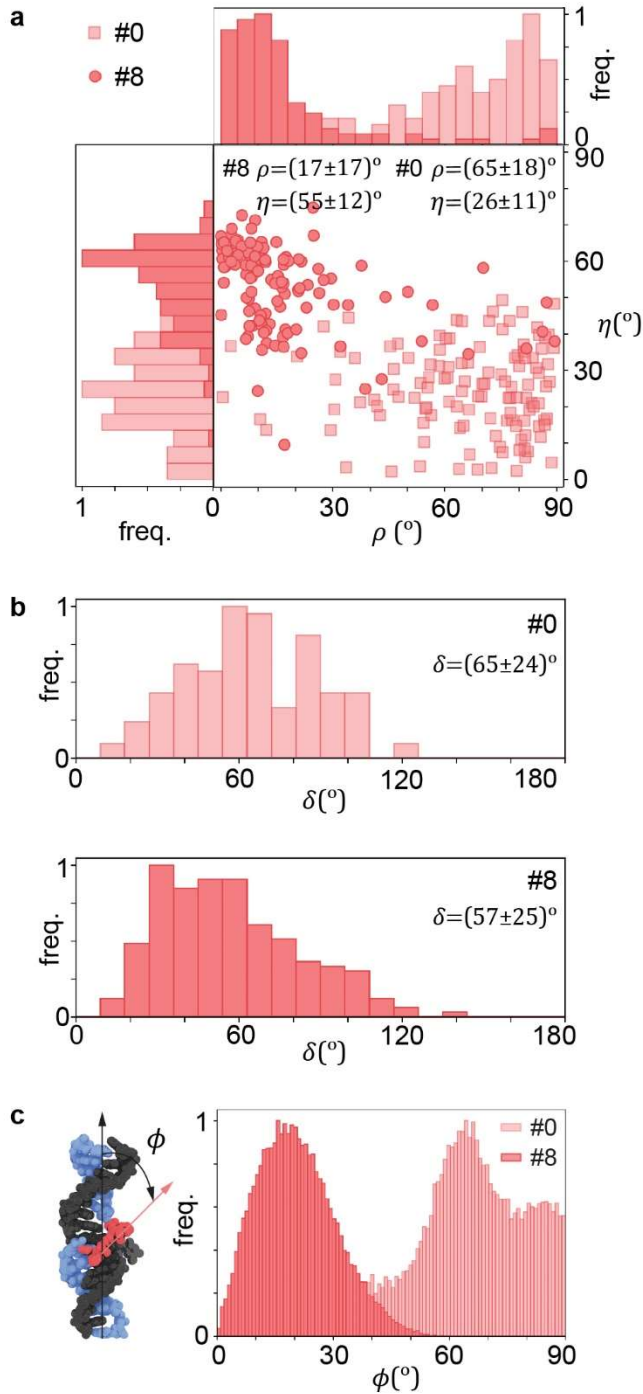 a
#0
#8
1
freq.
0
90
#8 ρ=(17±17)º #0 ρ=(65±18)º
η=(55±12)º η=(26±11)º
60
η(º)
30
0
1 0 30 60 90
freq. ρ (º)
b
1
#0
freq.
δ=(65±24)º
0
0 60 120 180
δ(º)
1
#8
freq.
δ=(57±25)º
0
0 60 120 180
δ(º)
c
ϕ
1
#0
#8
freq.
0
0 30 60 90
ϕ(º)